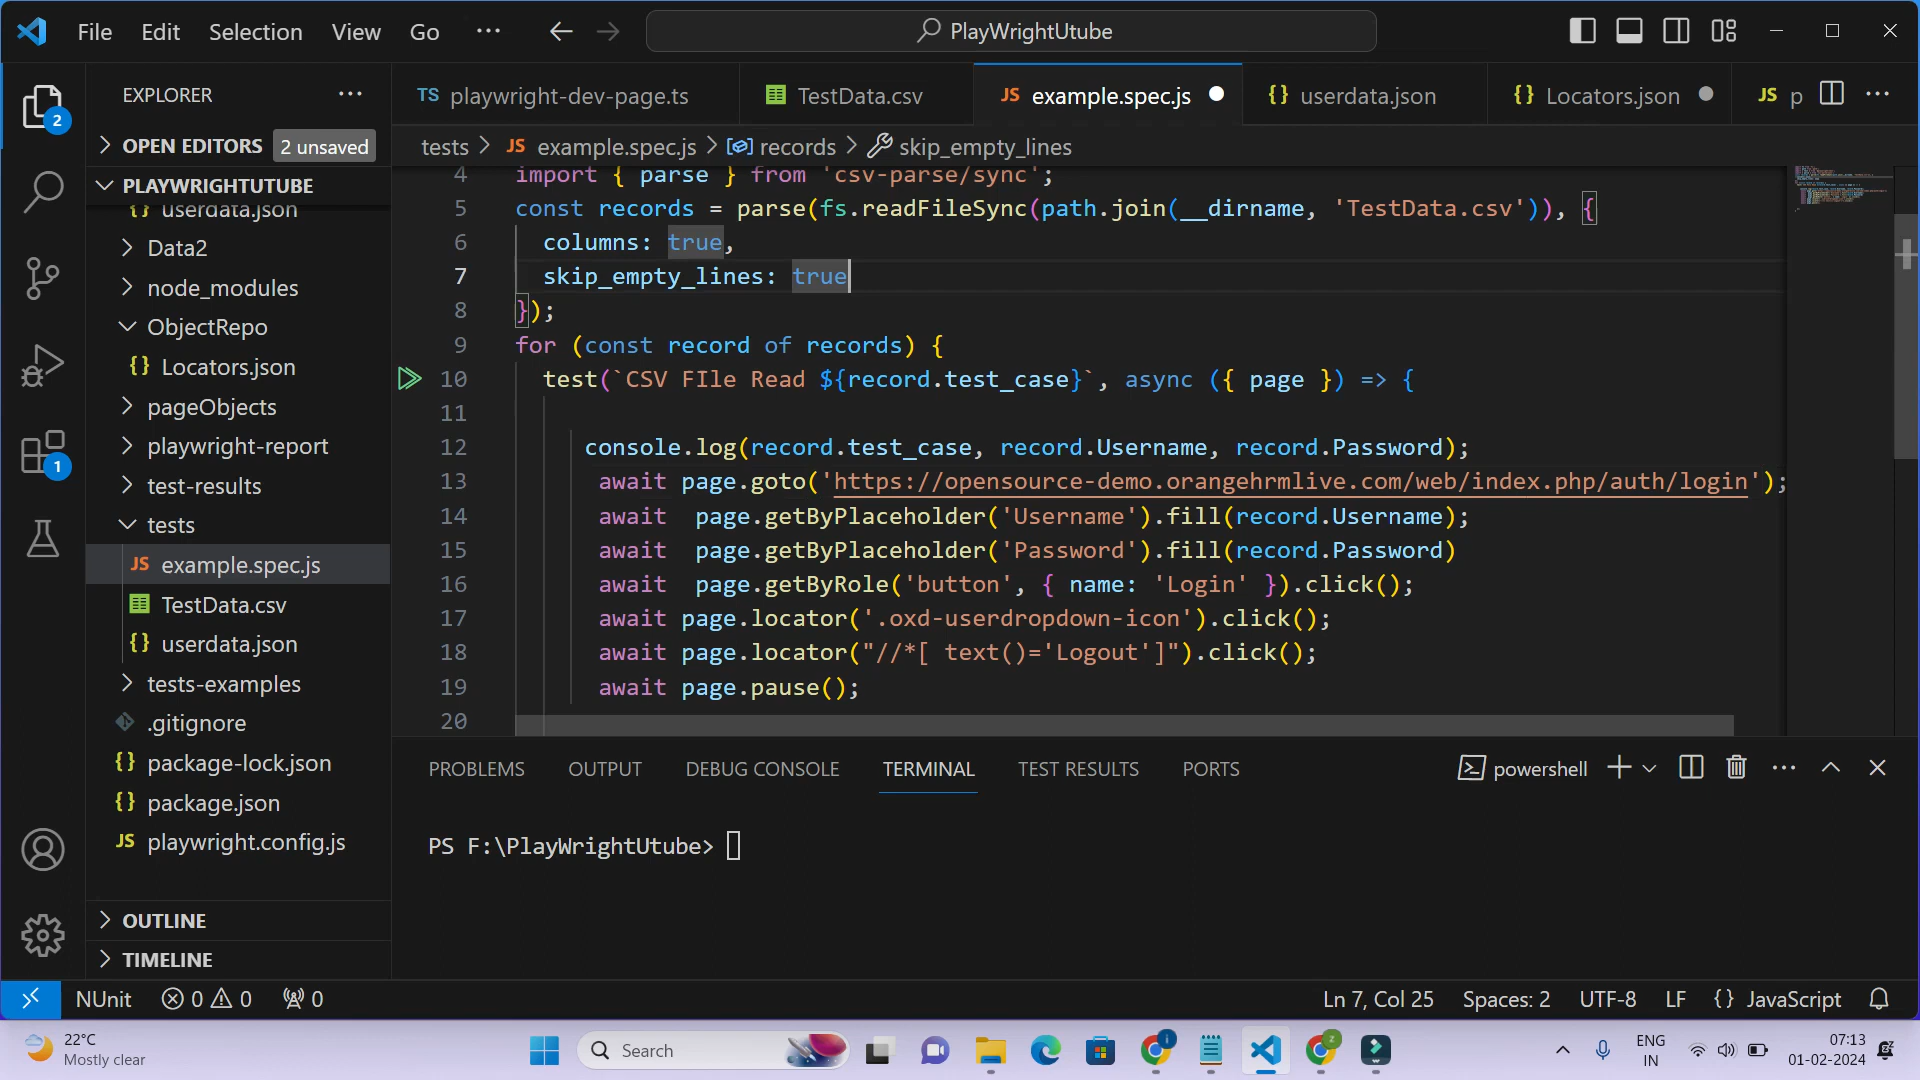 File Edit Selection View Go ··· PlayWrightUtube
EXPLORER ···
2
OPEN EDITORS 2 unsaved
PLAYWRIGHTUTUBE
{} userdata.json
Data2
node_modules
ObjectRepo
{} Locators.json
pageObjects
playwright-report
test-results
1
tests
JS example.spec.js
TestData.csv
{} userdata.json
tests-examples
.gitignore
{} package-lock.json
{} package.json
JS playwright.config.js
OUTLINE
TIMELINE
TS playwright-dev-page.ts TestData.csv JS example.spec.js {} userdata.json {} Locators.json JS p ···
tests > JS example.spec.js > records > skip_empty_lines
4 import { parse } from 'csv-parse/sync';
5 const records = parse(fs.readFileSync(path.join(__dirname, 'TestData.csv')), {
6 columns: true,
7 skip_empty_lines: true
8 });
9 for (const record of records) {
10 test(`CSV FIle Read ${record.test_case}`, async ({ page }) => {
11
12 console.log(record.test_case, record.Username, record.Password);
13 await page.goto('https://opensource-demo.orangehrmlive.com/web/index.php/auth/login');
14 await  page.getByPlaceholder('Username').fill(record.Username);
15 await  page.getByPlaceholder('Password').fill(record.Password)
16 await  page.getByRole('button', { name: 'Login' }).click();
17 await page.locator('.oxd-userdropdown-icon').click();
18 await page.locator("//*[ text()='Logout']").click();
19 await page.pause();
20
PROBLEMS OUTPUT DEBUG CONSOLE TERMINAL TEST RESULTS PORTS powershell ···
PS F:\PlayWrightUtube>
NUnit 0 0 0 Ln 7, Col 25 Spaces: 2 UTF-8 LF {} JavaScript
22°C
Mostly clear
Search
ENG
IN
07:13
01-02-2024